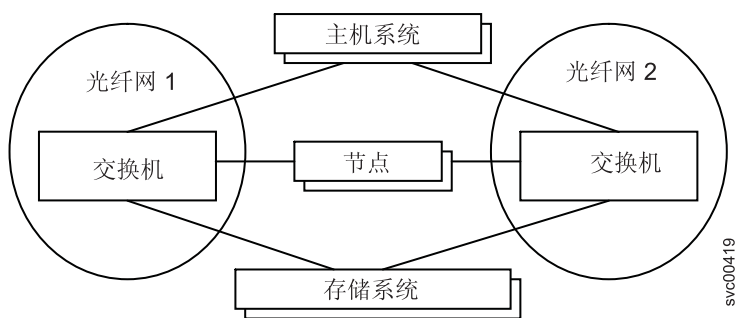 主机系统
光纤网 1
光纤网 2
交换机
节点
交换机
存储系统
svc00419